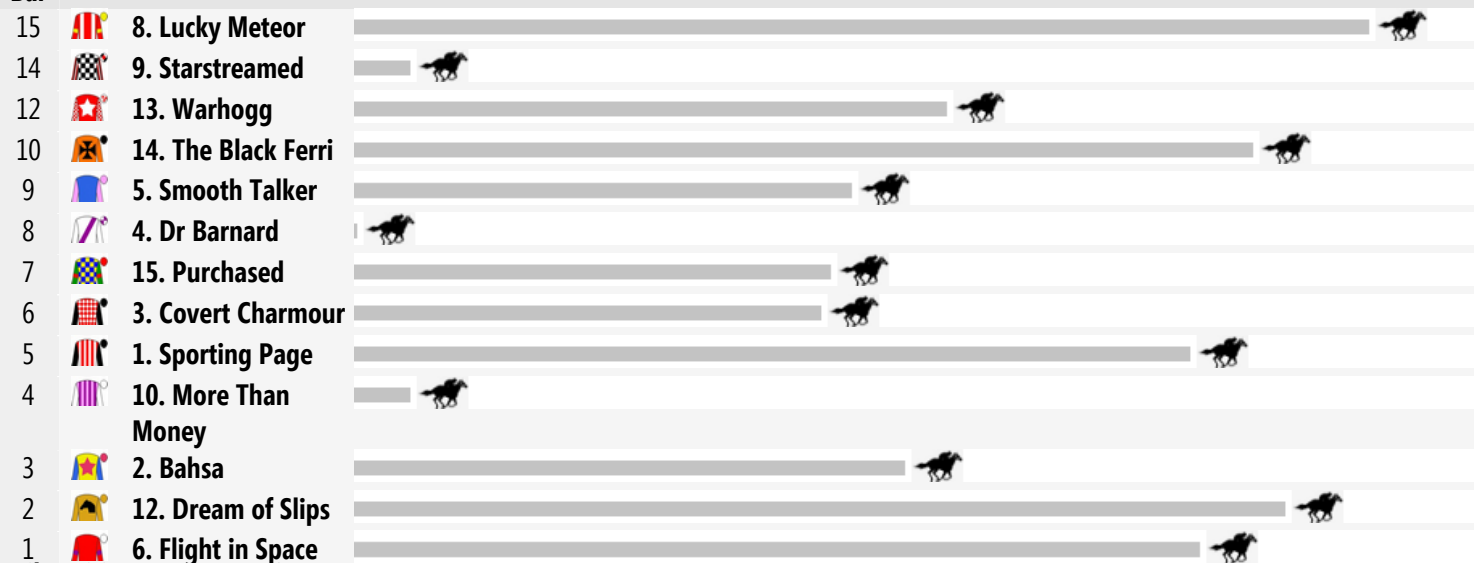 15 8. Lucky Meteor
14 9. Starstreamed
12 13. Warhogg
10 14. The Black Ferri
9 5. Smooth Talker
8 4. Dr Barnard
7 15. Purchased
6 3. Covert Charmour
5 1. Sporting Page
4 10. More Than
Money
3 2. Bahsa
2 12. Dream of Slips
1 6. Flight in Space